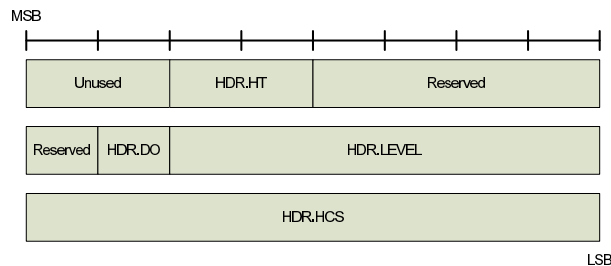 MSB
Unused HDR.HT Reserved
Reserved HDR.DO HDR.LEVEL
HDR.HCS
LSB